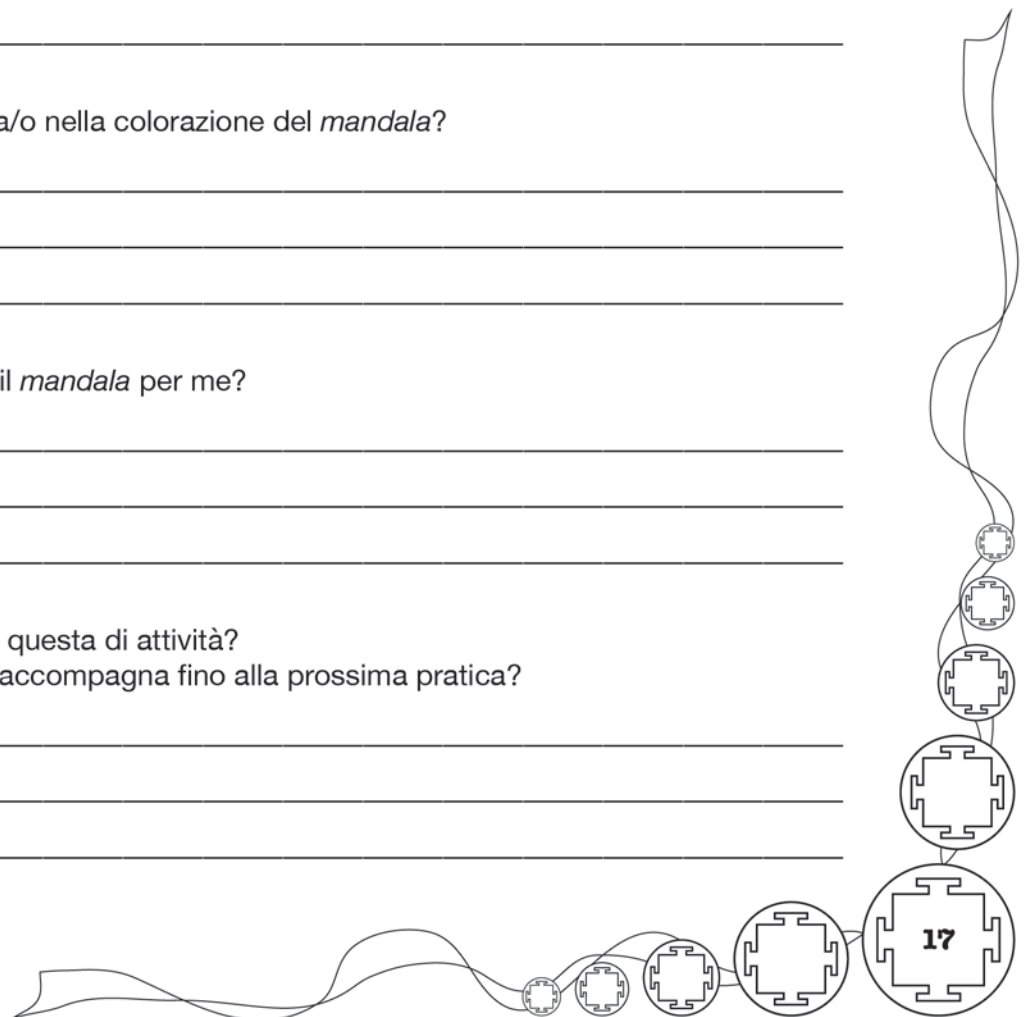 a/o nella colorazione del mandala?
il mandala per me?
questa di attività?
accompagna fino alla prossima pratica?
17